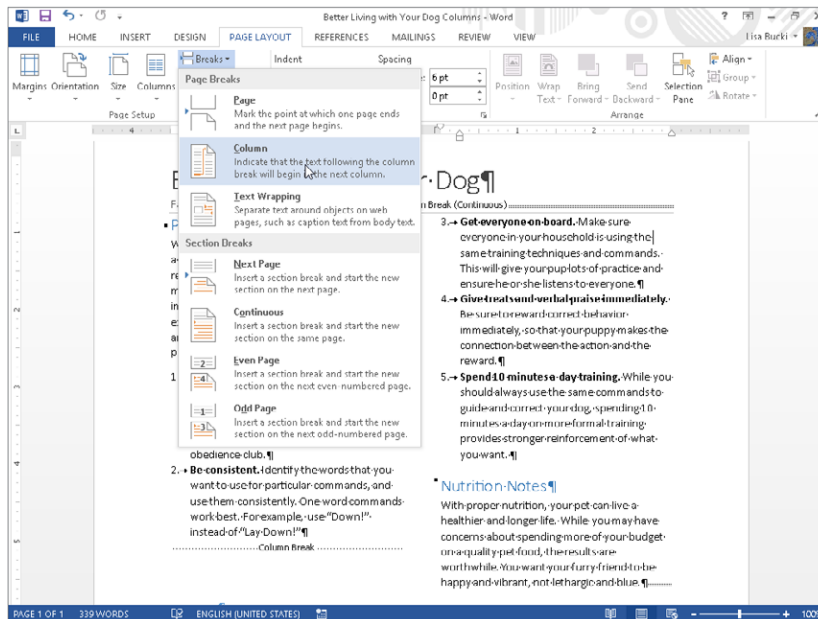 Better Living with Your Dog Columns - Word
FILE HOME INSERT DESIGN PAGE LAYOUT REFERENCES MAILINGS REVIEW VIEW Lisa Bucki
Breaks Indent Spacing
6 pt
0 pt
Margins Orientation Size Columns
Position Wrap Text Bring Forward Send Backward Selection Pane
Align
Group
Rotate
Page Setup Arrange
Page Breaks
Page
Mark the point at which one page ends
and the next page begins.
Column
Indicate that the text following the column
break will begin in the next column.
Text Wrapping
Separate text around objects on web
pages, such as caption text from body text.
Section Breaks
Next Page
Insert a section break and start the new
section on the next page.
Continuous
Insert a section break and start the new
section on the same page.
Even Page
Insert a section break and start the new
section on the next even-numbered page.
Odd Page
Insert a section break and start the new
section on the next odd-numbered page.
Dog¶
Break (Continuous)
obedience club.¶
2. Be consistent. Identify the words that you
want to use for particular commands, and
use them consistently. One word commands
work best. For example, use “Down!”
instead of “Lay Down!”¶
Column Break
3. Get everyone on board. Make sure
everyone in your household is using the
same training techniques and commands.
This will give your pup lots of practice and
ensure he or she listens to everyone.¶
4. Give treats and verbal praise immediately.
Be sure to reward correct behavior
immediately, so that your puppy makes the
connection between the action and the
reward.¶
5. Spend 10 minutes a day training. While you
should always use the same commands to
guide and correct your dog, spending 10
minutes a day on more formal training
provides stronger reinforcement of what
you want.¶
Nutrition Notes¶
With proper nutrition, your pet can live a
healthier and longer life. While you may have
concerns about spending more of your budget
on a quality pet food, the results are
worthwhile. You want your furry friend to be
happy and vibrant, not lethargic and blue.¶
PAGE 1 OF 1 339 WORDS ENGLISH (UNITED STATES) 100%